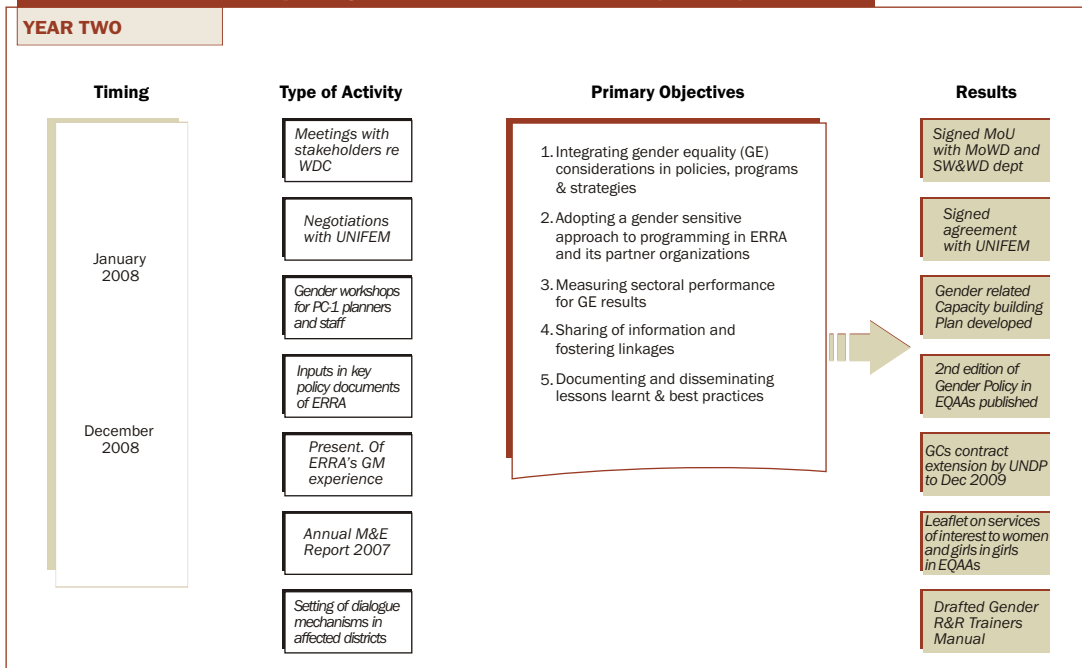 YEAR TWO
Timing
January
2008
December
2008
Type of Activity
Meetings with
stakeholders re
WDC
Negotiations
with UNIFEM
Gender workshops
for PC-1 planners
and staff
Inputs in key
policy documents
of ERRA
Present. Of
ERRA's GM
experience
Annual M&E
Report 2007
Setting of dialogue
mechanisms in
affected districts
Primary Objectives
1. Integrating gender equality (GE)
considerations in policies, programs
& strategies
2. Adopting a gender sensitive
approach to programming in ERRA
and its partner organizations
3. Measuring sectoral performance
for GE results
4. Sharing of information and
fostering linkages
5. Documenting and disseminating
lessons learnt & best practices
Results
Signed MoU
with MoWD and
SW&WD dept
Signed
agreement
with UNIFEM
Gender related
Capacity building
Plan developed
2nd edition of
Gender Policy in
EQAAs published
GCs contract
extension by UNDP
to Dec 2009
Leaflet on services
of interest to women
and girls in girls
in EQAAs
Drafted Gender
R&R Trainers
Manual